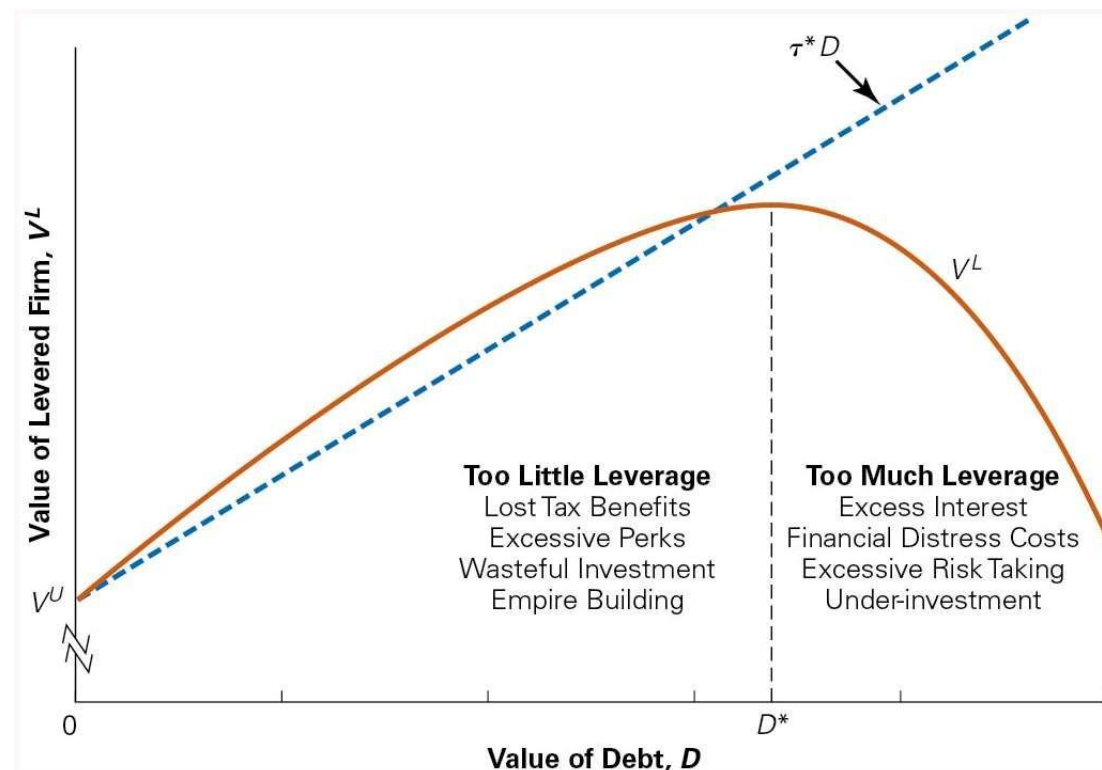 τ*D
Value of Levered Firm, V^L
V^L
Too Little Leverage
Lost Tax Benefits
Excessive Perks
Wasteful Investment
Empire Building
Too Much Leverage
Excess Interest
Financial Distress Costs
Excessive Risk Taking
Under-investment
V^U
0
D*
Value of Debt, D